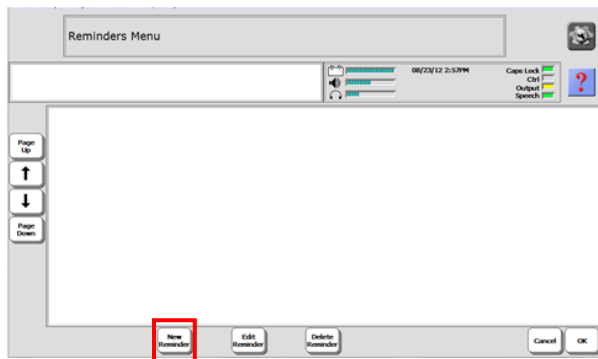 Reminders Menu
08/23/12 2:57PM
Caps Lock
Ctrl
Output
Speech
?
Page
Up
Page
Down
New
Reminder
Edit
Reminder
Delete
Reminder
Cancel
OK